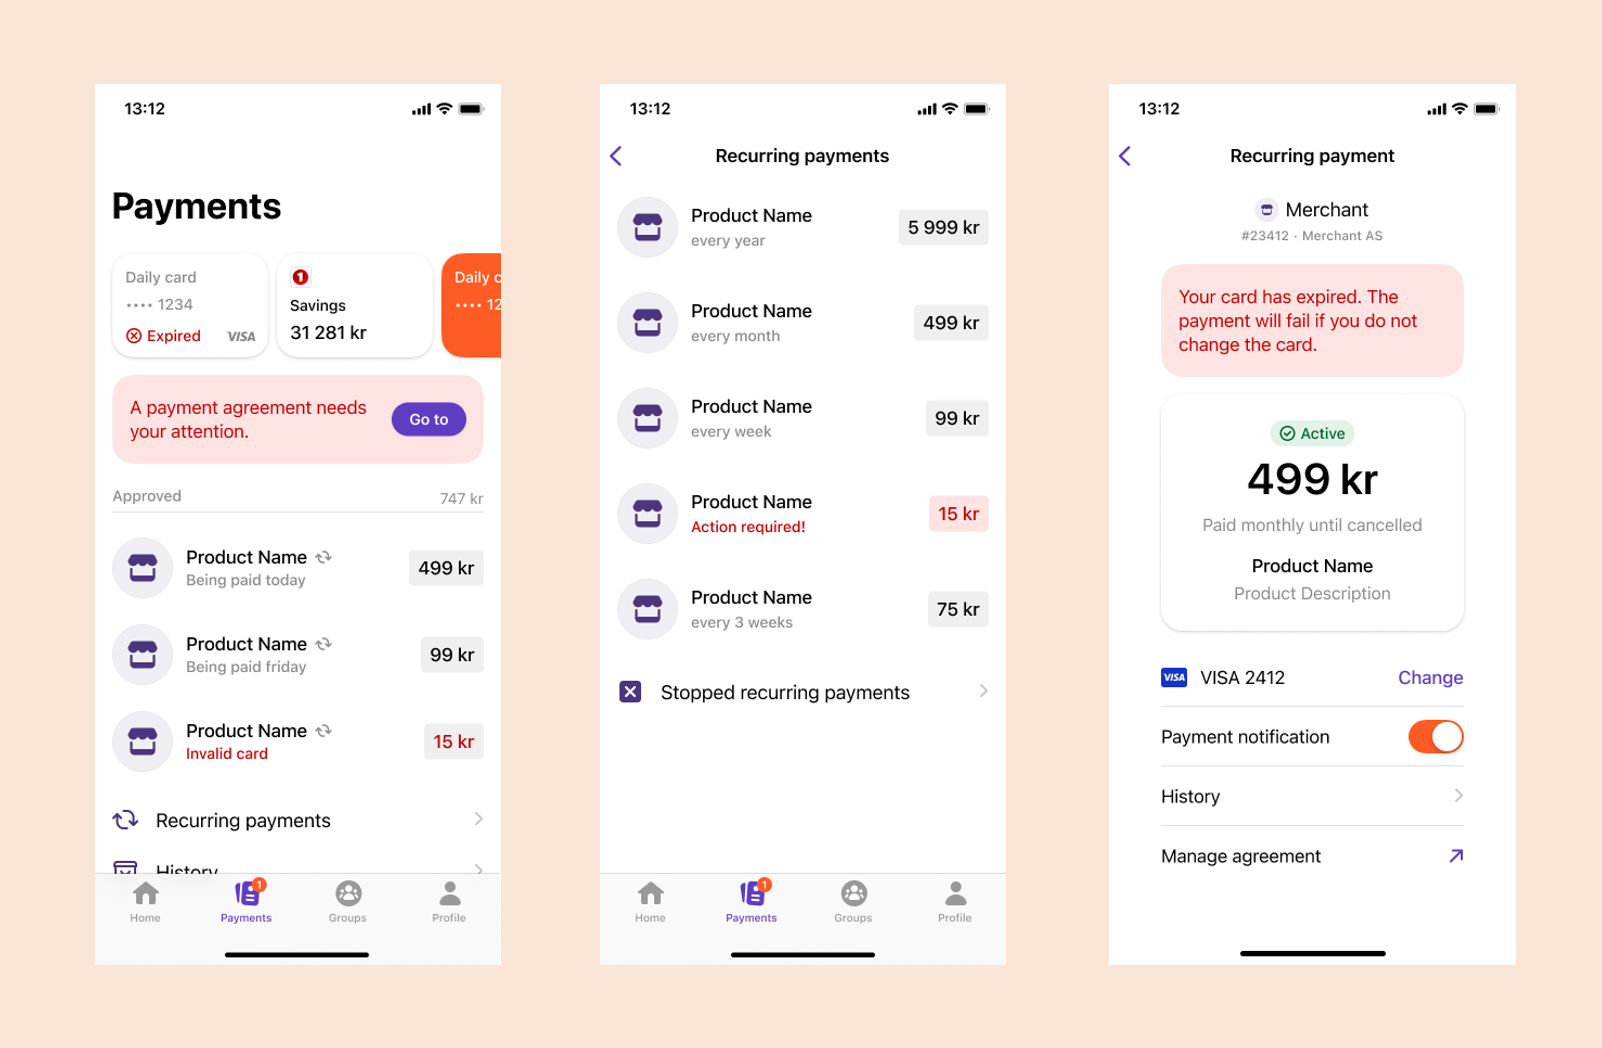 13:12
Payments
Daily card
•••• 1234
Expired
VISA
1
Savings
31 281 kr
Daily c
•••• 12
A payment agreement needs
your attention.
Go to
Approved
747 kr
Product Name
Being paid today
499 kr
Product Name
Being paid friday
99 kr
Product Name
Invalid card
15 kr
Recurring payments
History
1
Home
Payments
Groups
Profile
13:12
Recurring payments
Product Name
every year
5 999 kr
Product Name
every month
499 kr
Product Name
every week
99 kr
Product Name
Action required!
15 kr
Product Name
every 3 weeks
75 kr
Stopped recurring payments
1
Home
Payments
Groups
Profile
13:12
Recurring payment
Merchant
#23412 · Merchant AS
Your card has expired. The
payment will fail if you do not
change the card.
Active
499 kr
Paid monthly until cancelled
Product Name
Product Description
VISA
VISA 2412
Change
Payment notification
History
Manage agreement